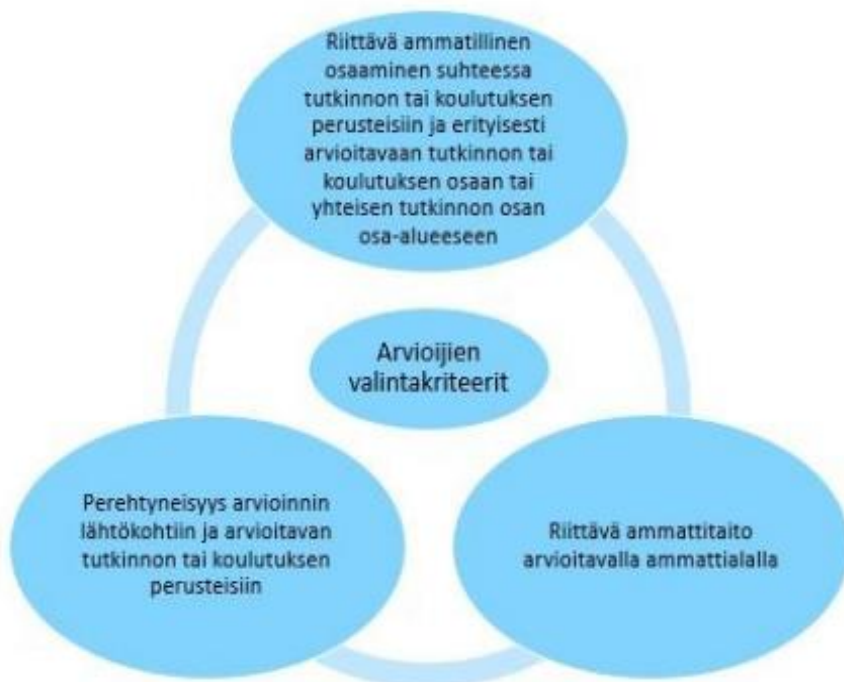 Riittävä ammatillinen
osaaminen suhteessa
tutkinnon tai koulutuksen
perusteisiin ja erityisesti
arvioitavaan tutkinnon tai
koulutuksen osaan tai
yhteisen tutkinnon osan
osa-alueeseen
Arvioijien
valintakriteerit
Perehtyneisyys arvioinnin
lähtökohtiin ja arvioitavan
tutkinnon tai koulutuksen
perusteisiin
Riittävä ammattitaito
arvioitavalla ammattialalla